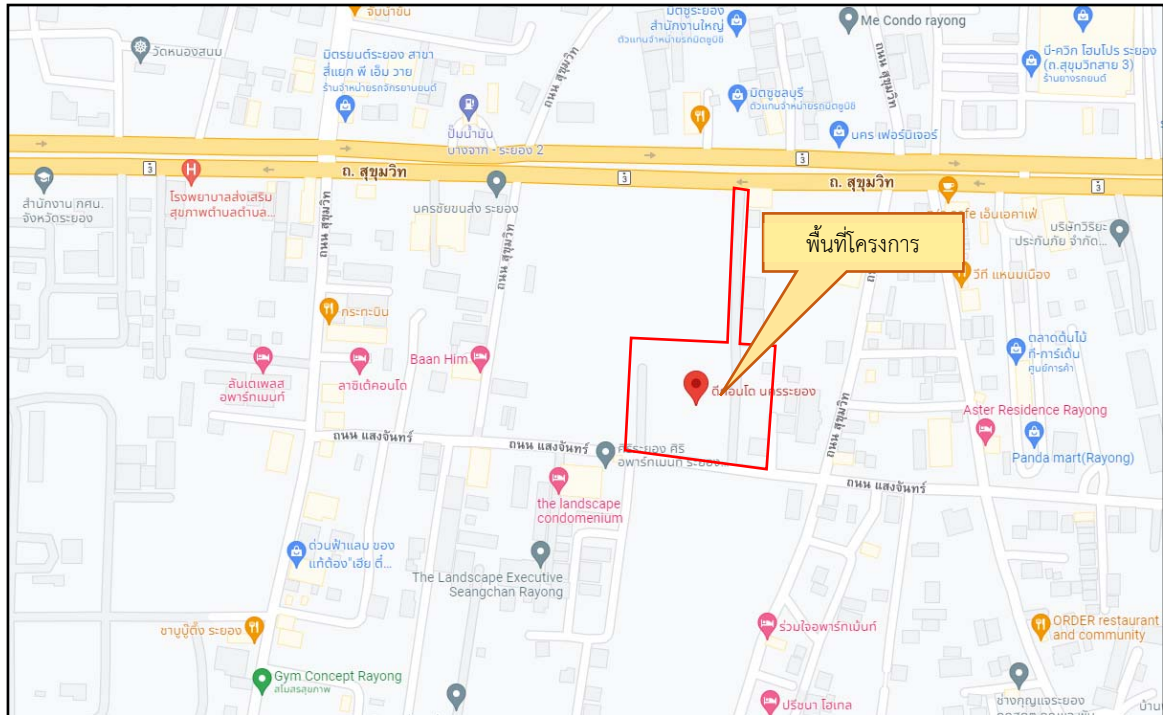 จับน้ำขิ่น
มิตซูระยอง
สำนักงานใหญ่
ตัวแทนจำหน่ายรถมิตซูบิชิ
Me Condo rayong
วัดหนองสนม
มิตรยนต์ระยอง สาขา
สี่แยก พี เอ็ม วาย
ร้านจำหน่ายรถจักรยานยนต์
ถนน สุขุมวิท
ถนน สุขุมวิท
บี-ควิก โฮมโปร ระยอง
(ถ.สุขุมวิทสาย 3)
ร้านยางรถยนต์
มิตซูชลบุรี
ตัวแทนจำหน่ายรถมิตซูบิชิ
ปั๊มน้ำมัน
บางจาก - ระยอง 2
นคร เฟอร์นิเจอร์
3
3
3
3
ถ. สุขุมวิท
ถ. สุขุมวิท
สำนักงาน กศน.
จังหวัดระยอง
โรงพยาบาลส่งเสริม
สุขภาพตำบลตำบล...
นครชัยขนส่ง ระยอง
ถนน สุขุมวิท
ถนน สุขุมวิท
cafe เอ็นเอคาเฟ่
พื้นที่โครงการ
บริษัทวิริยะ
ประกันภัย จำกัด...
วีที แหนมเนือง
กระทะบิน
Baan Him
ลันเตเพลส
อพาร์ทเมนท์
ลาซิเต้คอนโด
ตลาดต้นไม้
ที-การ์เด้น
ศูนย์การค้า
ดีคอนโด นครระยอง
Aster Residence Rayong
ถนน สุขุมวิท
ถนน แสงจันทร์
ถนน แสงจันทร์
ศิริระยอง ศิริ
อพาร์ทเมนท์ ระยอง...
Panda mart(Rayong)
ถนน แสงจันทร์
the landscape
condomenium
ด่วนฟ้าแลบ ของ
แท้ต้อง"เฮีย ตี๋...
The Landscape Executive
Seangchan Rayong
ชาบูบู๊ตึ๊ง ระยอง
ร่วมใจอพาร์ทเม้นท์
ORDER restaurant
and community
Gym Concept Rayong
สโมสรสุขภาพ
ปรีชนา โฮเทล
ช่างกุญแจระยอง
บ้าน